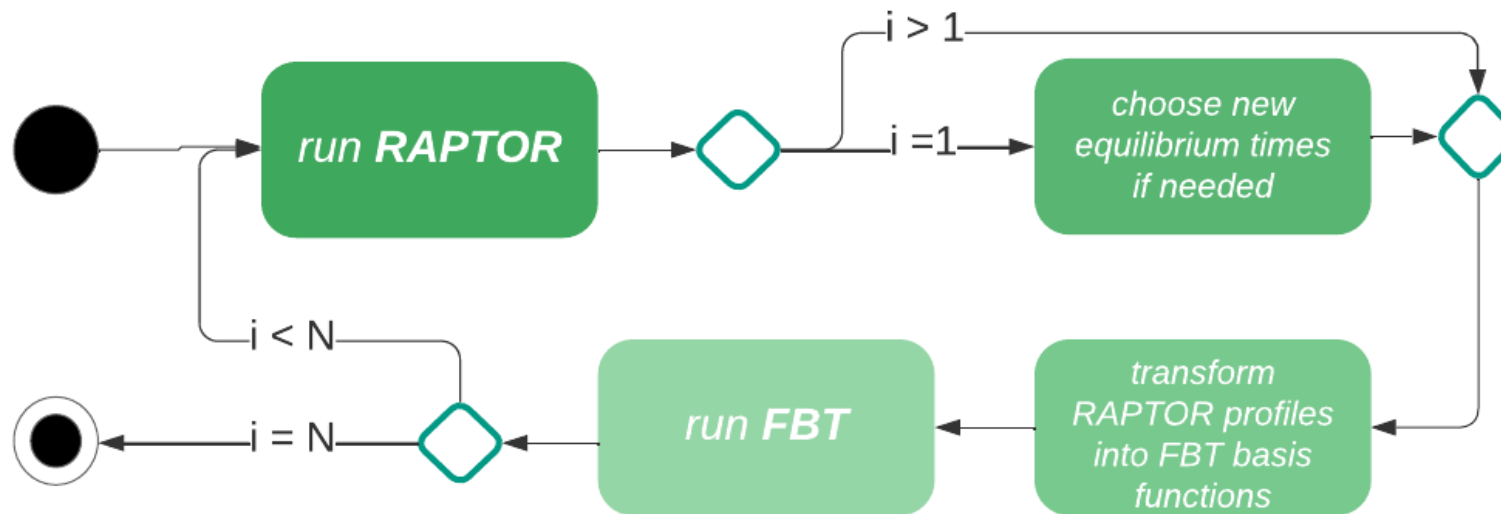 i > 1
run RAPTOR
i =1
choose new
equilibrium times
if needed
i < N
i = N
run FBT
transform
RAPTOR profiles
into FBT basis
functions